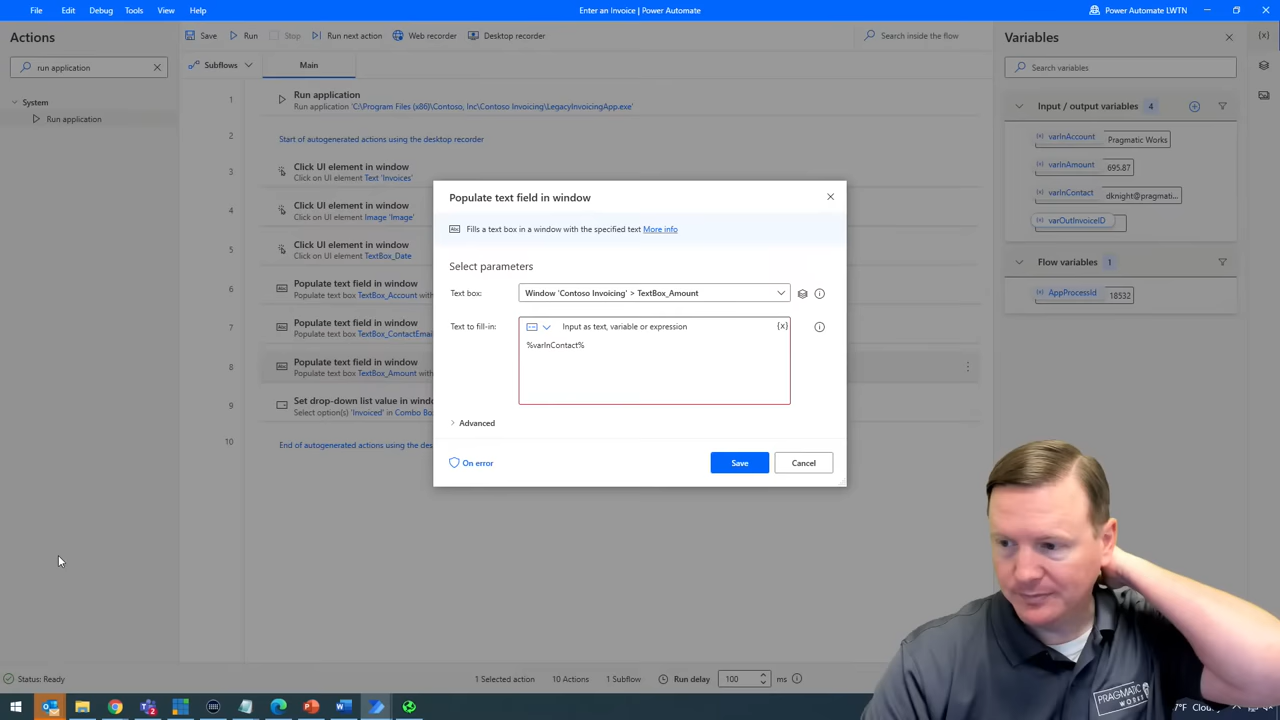 File Edit Debug Tools View Help
Enter an Invoice | Power Automate
Power Automate LWTN
Actions
Save Run Stop Run next action Web recorder Desktop recorder
Search inside the flow
Variables
run application
Subflows
Main
Search variables
System
Run application
1
Run application
Run application 'C:\Program Files (x86)\Contoso, Inc\Contoso Invoicing\LegacyInvoicingApp.exe'
2
Start of autogenerated actions using the desktop recorder
3
Click UI element in window
Click on UI element Text 'Invoices'
4
Click UI element in window
Click on UI element Image 'Image'
5
Click UI element in window
Click on UI element TextBox_Date
6
Populate text field in window
Populate text box TextBox_Account with
7
Populate text field in window
Populate text box TextBox_ContactEmai
8
Populate text field in window
Populate text box TextBox_Amount with
9
Set drop-down list value in windo
Select option(s) 'Invoiced' in Combo Bo
10
End of autogenerated actions using the de
Populate text field in window
Fills a text box in a window with the specified text More info
Select parameters
Text box:
Window 'Contoso Invoicing' > TextBox_Amount
Text to fill-in:
Input as text, variable or expression
{x}
%varInContact%
Advanced
On error
Save
Cancel
Input / output variables 4
varInAccount Pragmatic Works
varInAmount 695.87
varInContact dknight@pragmati...
varOutInvoiceID
Flow variables 1
AppProcessId 18532
{x}
Status: Ready
1 Selected action
10 Actions
1 Subflow
Run delay
100
ms
PRAGMATIC
WORKS